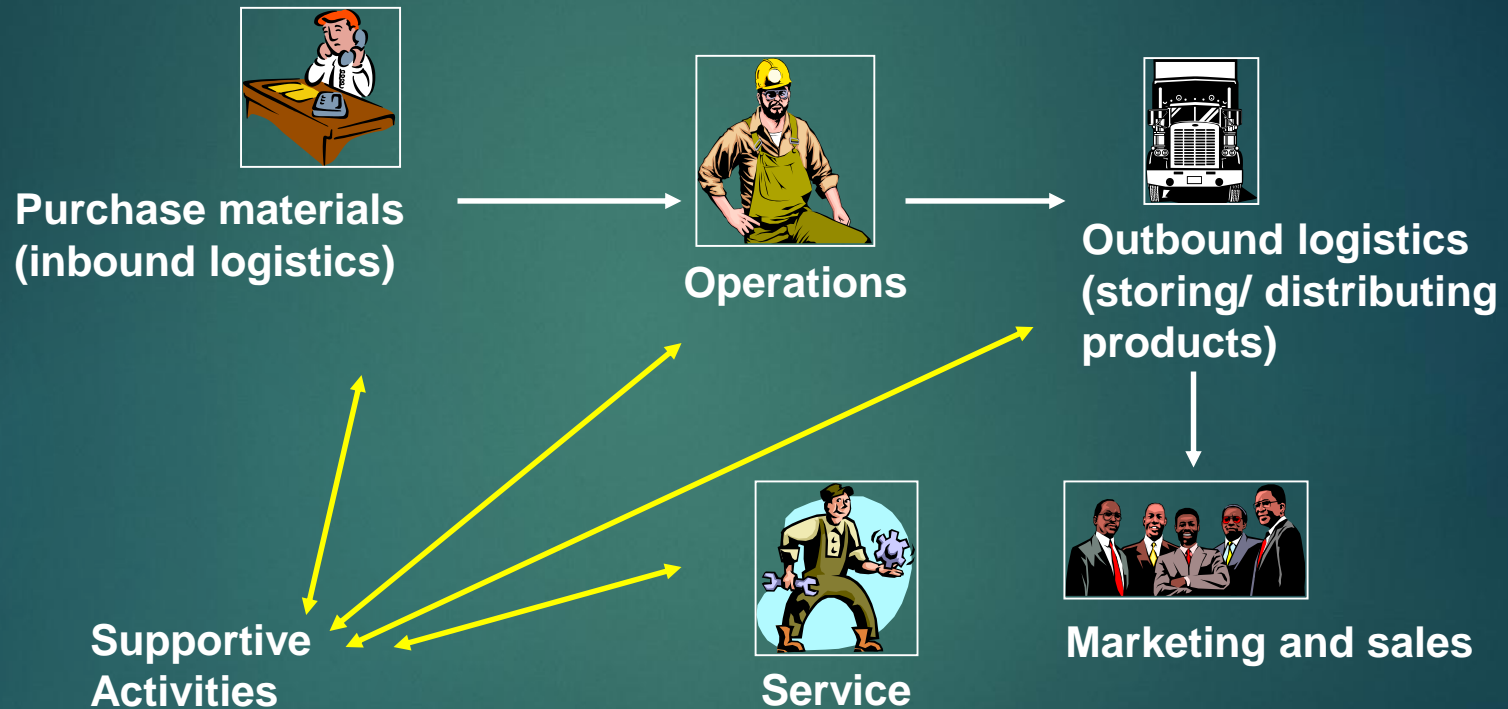 Purchase materials
(inbound logistics)
Operations
Outbound logistics
(storing/ distributing
products)
Supportive
Activities
Service
Marketing and sales